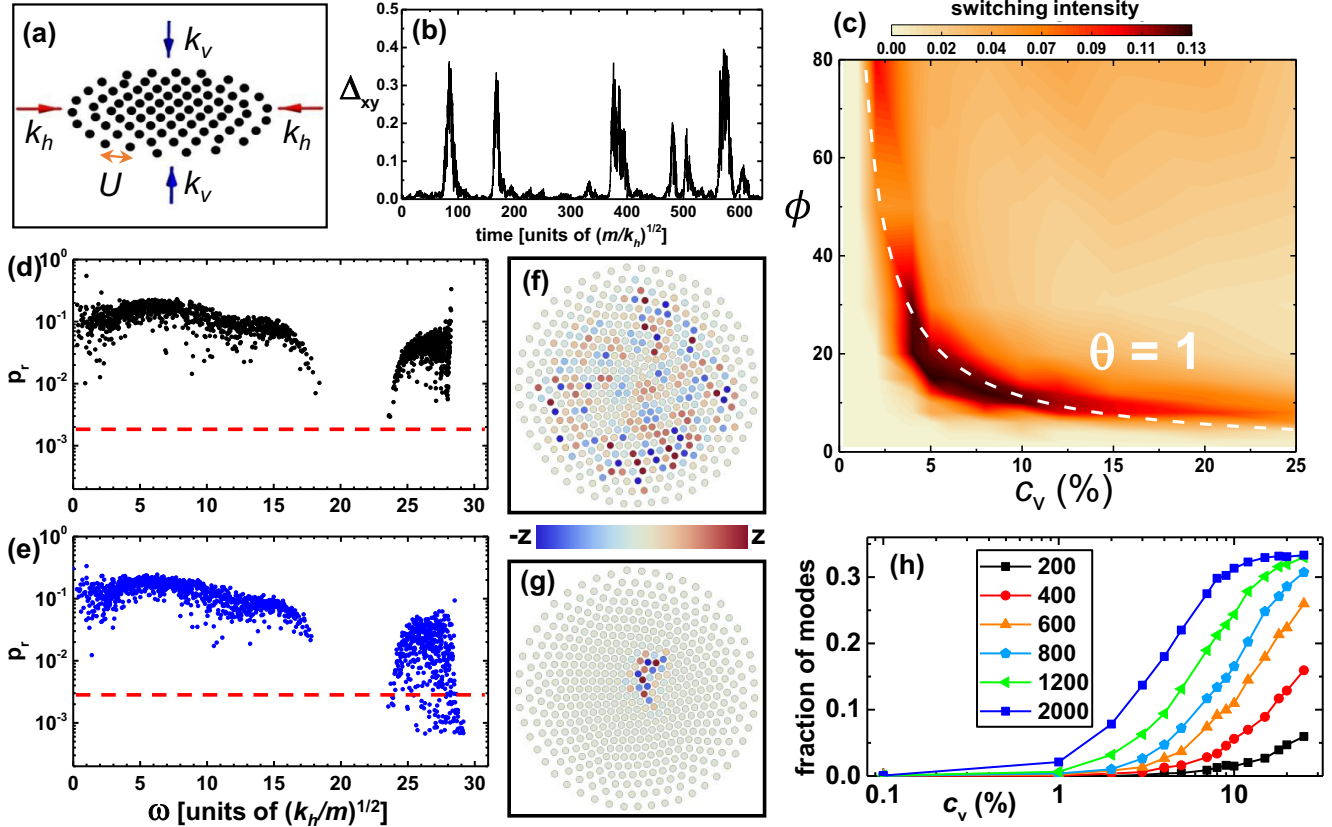 (a)
k_v
k_h
k_h
U
k_v
(b)
Δ_xy
0.5
0.4
0.3
0.2
0.1
0.0
0 100 200 300 400 500 600
time [units of (m/k_h)^1/2]
(c)
switching intensity
0.00 0.02 0.04 0.07 0.09 0.11 0.13
80
60
ϕ
40
20
0
θ = 1
0 5 10 15 20 25
c_v (%)
(d)
10^0
10^-1
p_r
10^-2
10^-3
0 5 10 15 20 25 30
(e)
10^0
10^-1
p_r
10^-2
10^-3
0 5 10 15 20 25 30
ω [units of (k_h/m)^1/2]
(f)
-z z
(g)
(h)
fraction of modes
0.3
0.2
0.1
0.0
200
400
600
800
1200
2000
0.1 1 10
c_v (%)